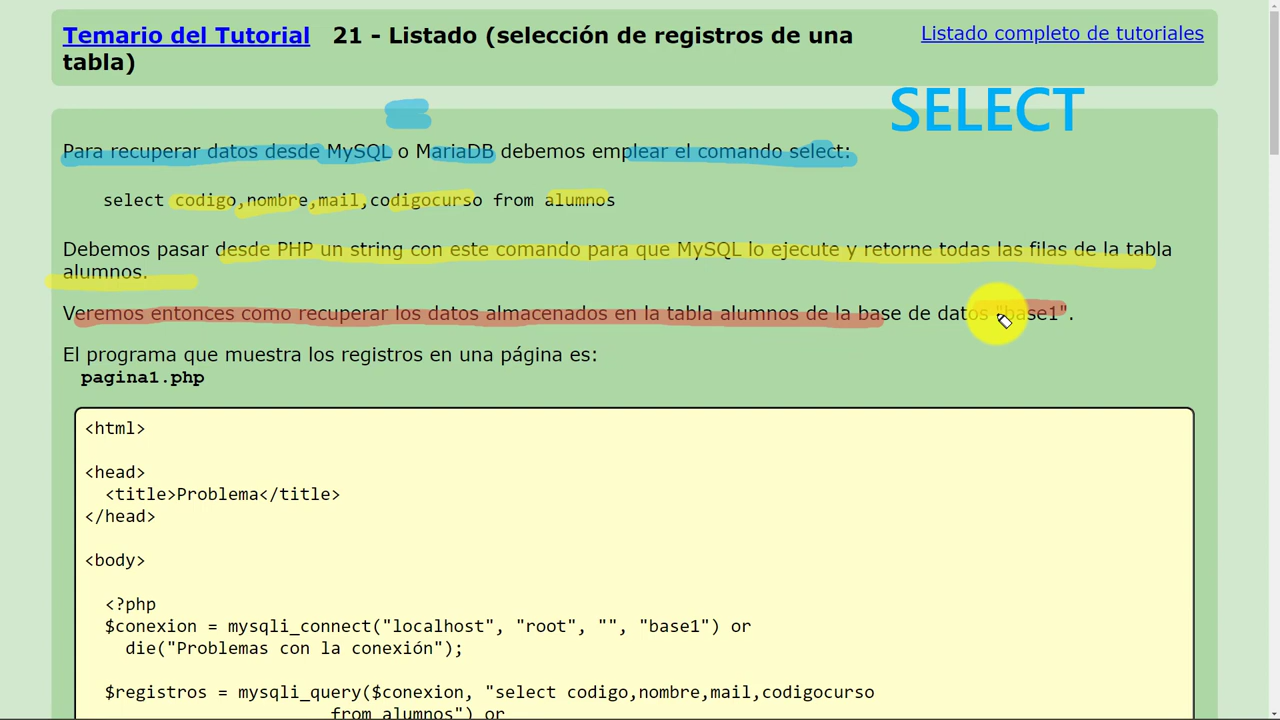 Temario del Tutorial 21 - Listado (selección de registros de una
tabla)
Listado completo de tutoriales
SELECT
Para recuperar datos desde MySQL o MariaDB debemos emplear el comando select:
select codigo,nombre,mail,codigocurso from alumnos
Debemos pasar desde PHP un string con este comando para que MySQL lo ejecute y retorne todas las filas de la tabla
alumnos.
Veremos entonces como recuperar los datos almacenados en la tabla alumnos de la base de datos "base1".
El programa que muestra los registros en una página es:
pagina1.php
<html>
<head>
<title>Problema</title>
</head>
<body>
<?php
$conexion = mysqli_connect("localhost", "root", "", "base1") or
die("Problemas con la conexión");
$registros = mysqli_query($conexion, "select codigo,nombre,mail,codigocurso
from alumnos") or